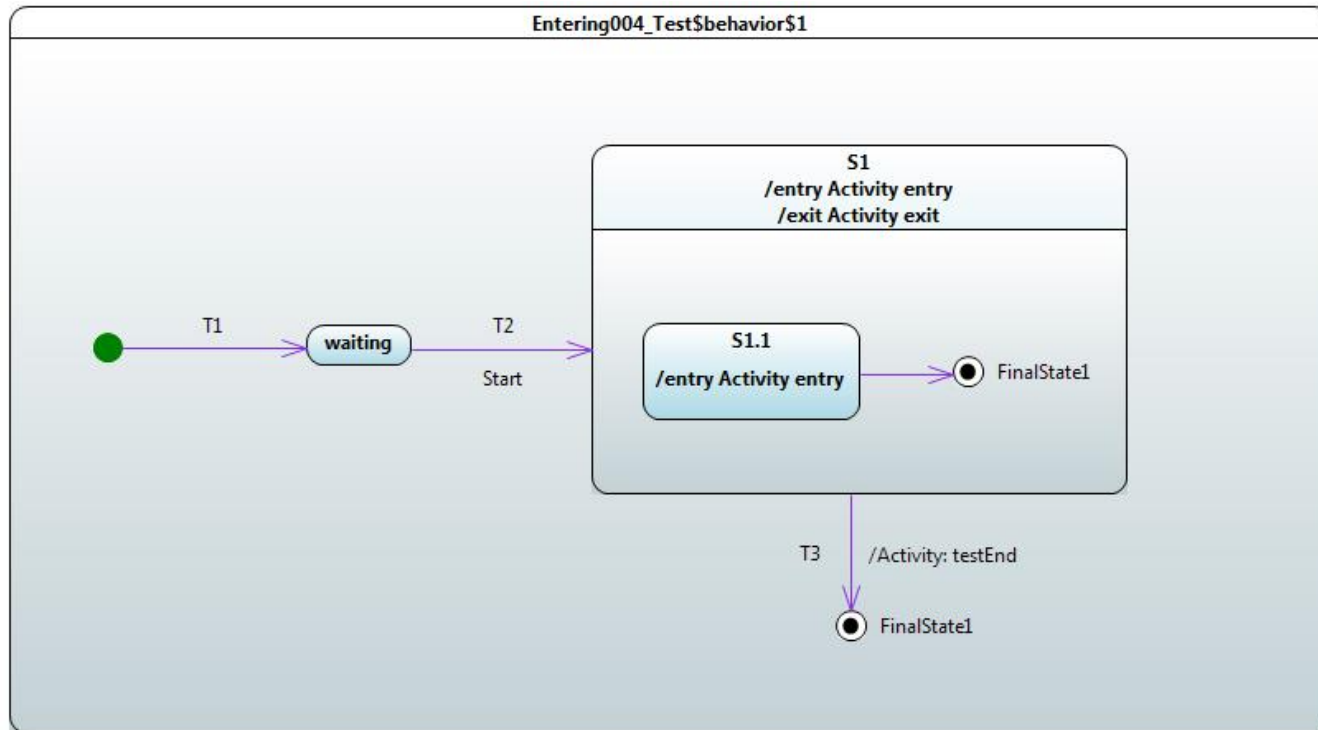 Entering004_Test$behavior$1
S1
/entry Activity entry
/exit Activity exit
T1
waiting
T2
Start
S1.1
/entry Activity entry
FinalState1
T3
/Activity: testEnd
FinalState1